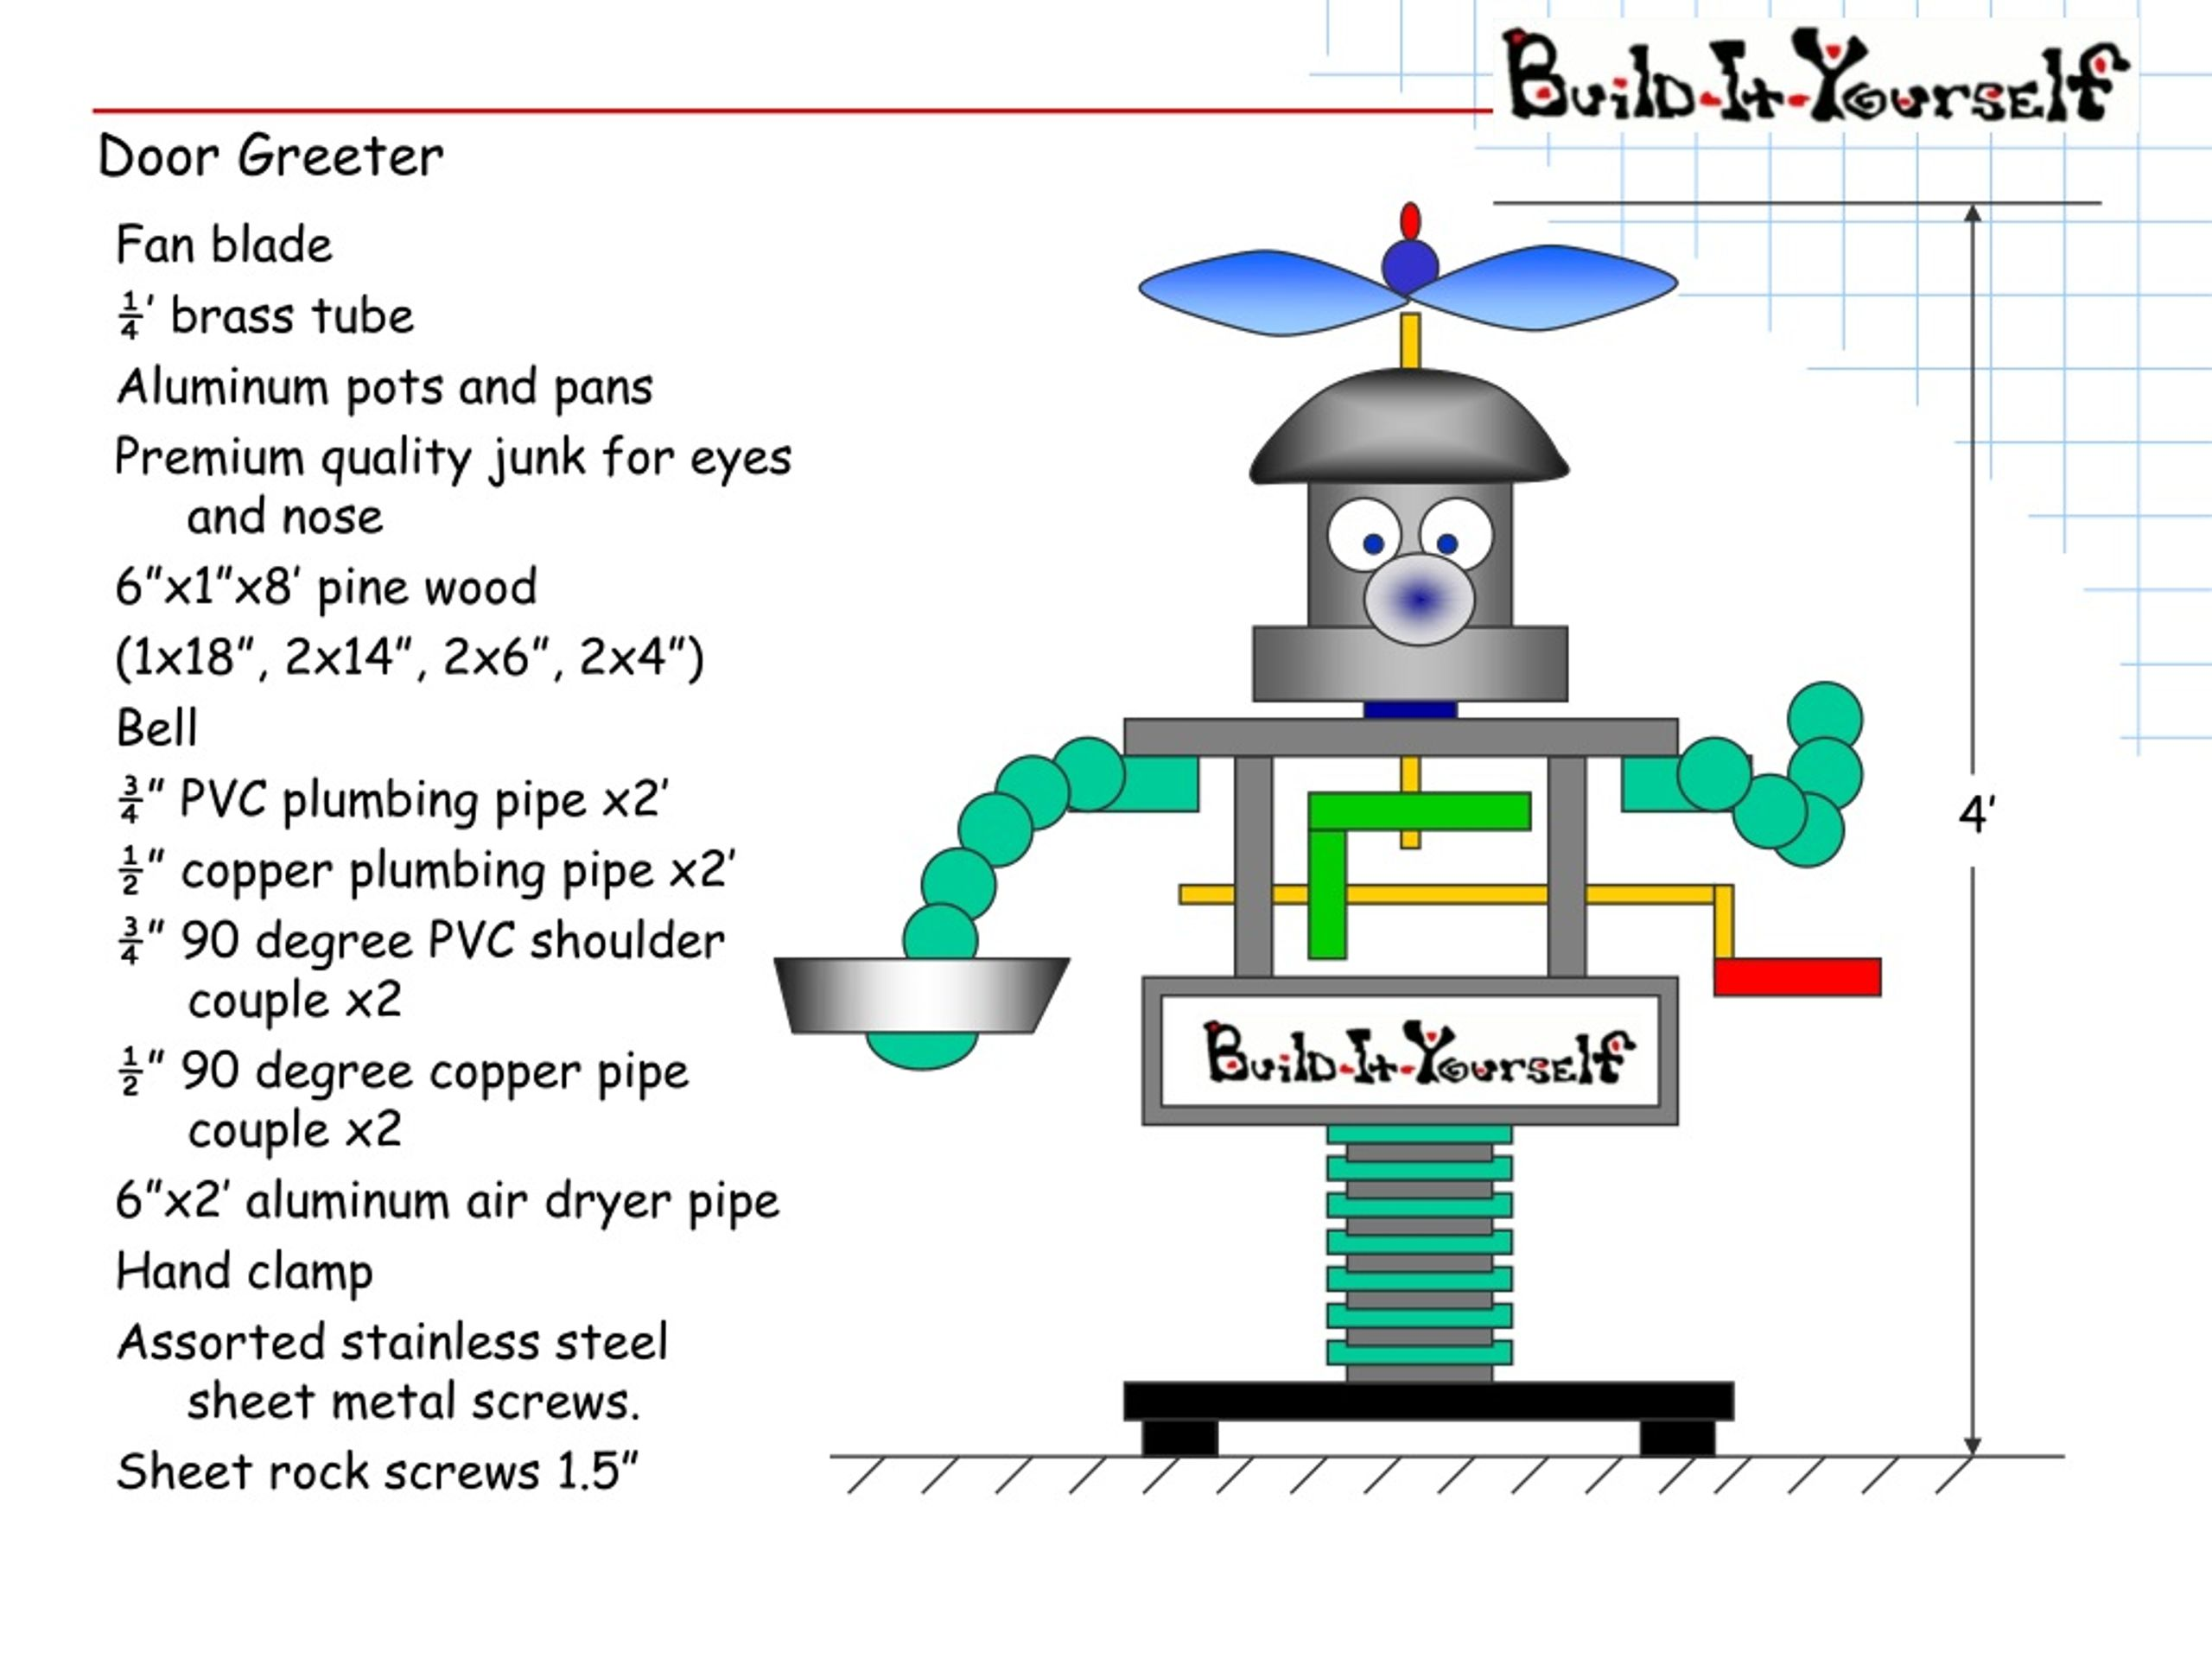 Build-It-Yourself
Door Greeter
Fan blade
¼’ brass tube
Aluminum pots and pans
Premium quality junk for eyes
and nose
6”x1”x8’ pine wood
(1x18”, 2x14”, 2x6”, 2x4”)
Bell
¾” PVC plumbing pipe x2’
½” copper plumbing pipe x2’
¾” 90 degree PVC shoulder
couple x2
½” 90 degree copper pipe
couple x2
6”x2’ aluminum air dryer pipe
Hand clamp
Assorted stainless steel
sheet metal screws.
Sheet rock screws 1.5”
4’
Build-It-Yourself